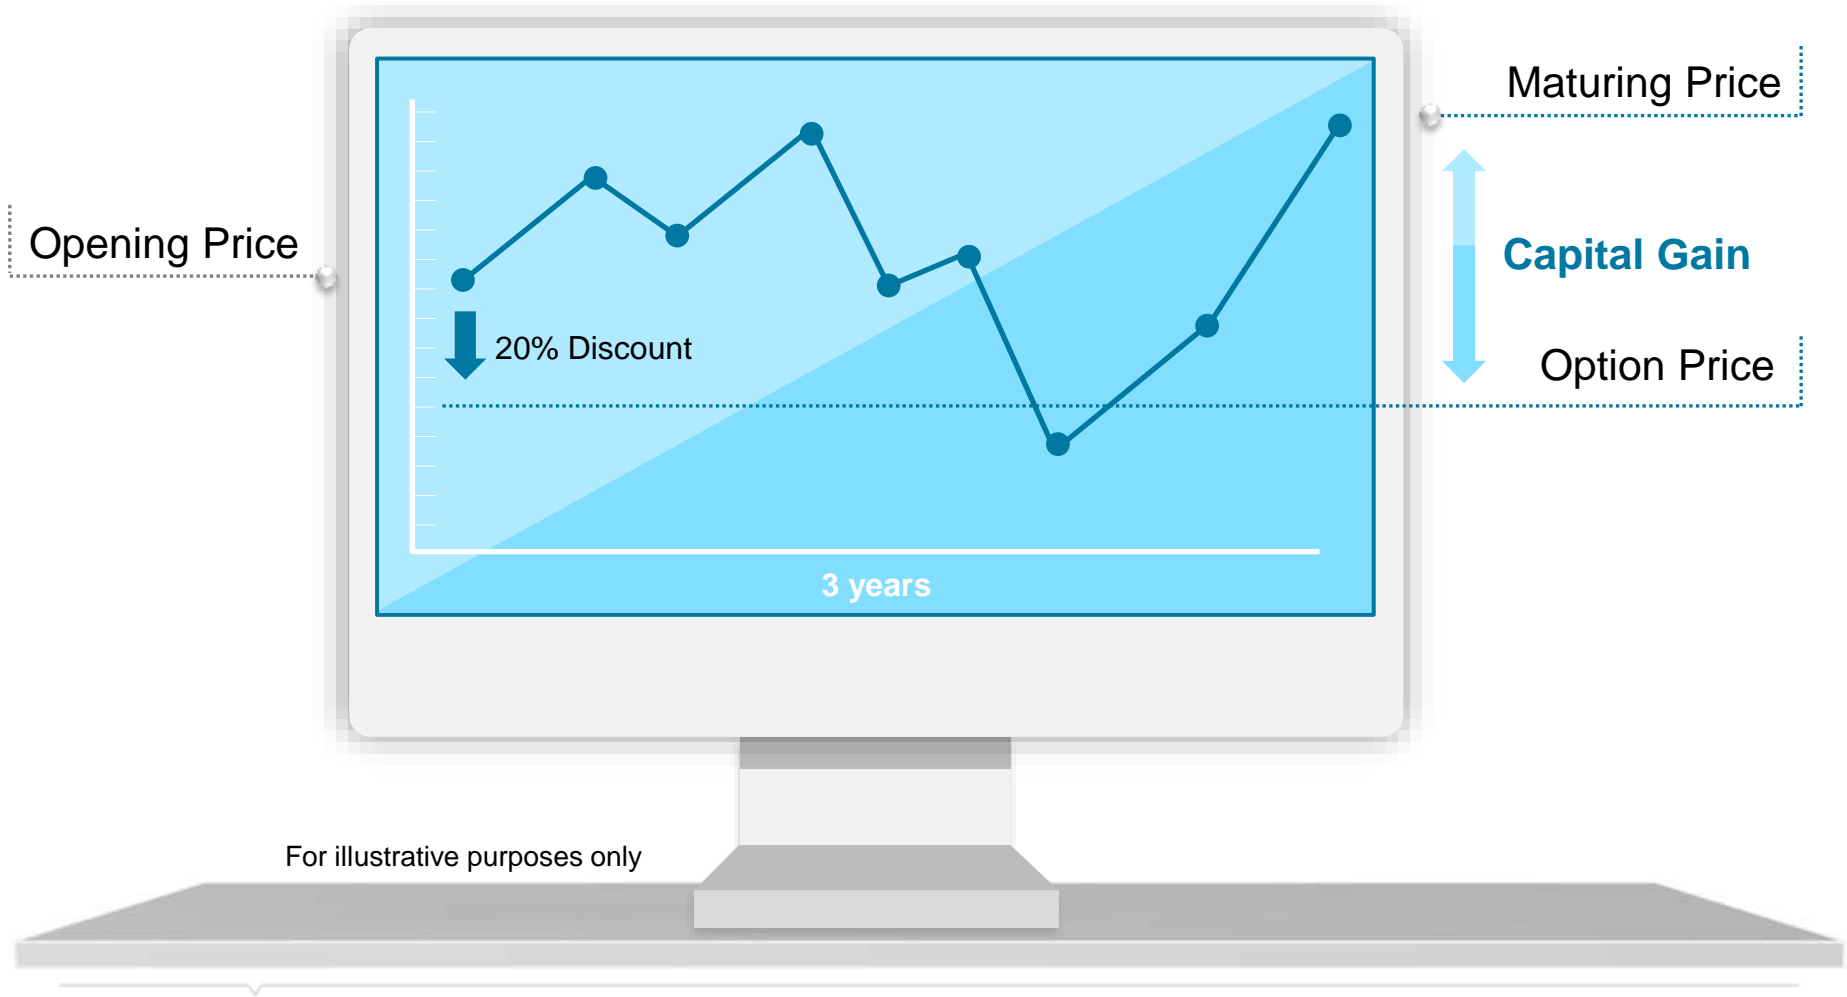 Maturing Price
Opening Price
Capital Gain
20% Discount
Option Price
3 years
For illustrative purposes only